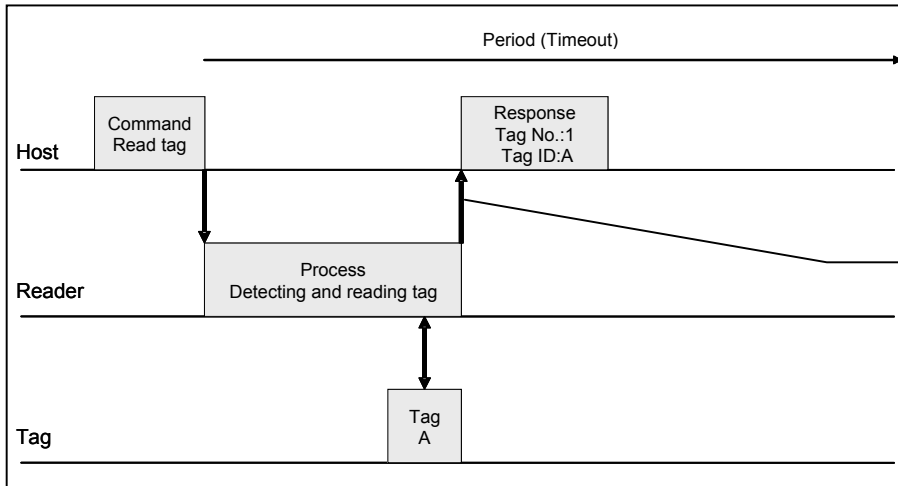 Period (Timeout)
Command
Read tag
Response
Tag No.:1
Tag ID:A
Host
Process
Detecting and reading tag
Reader
Tag
A
Tag